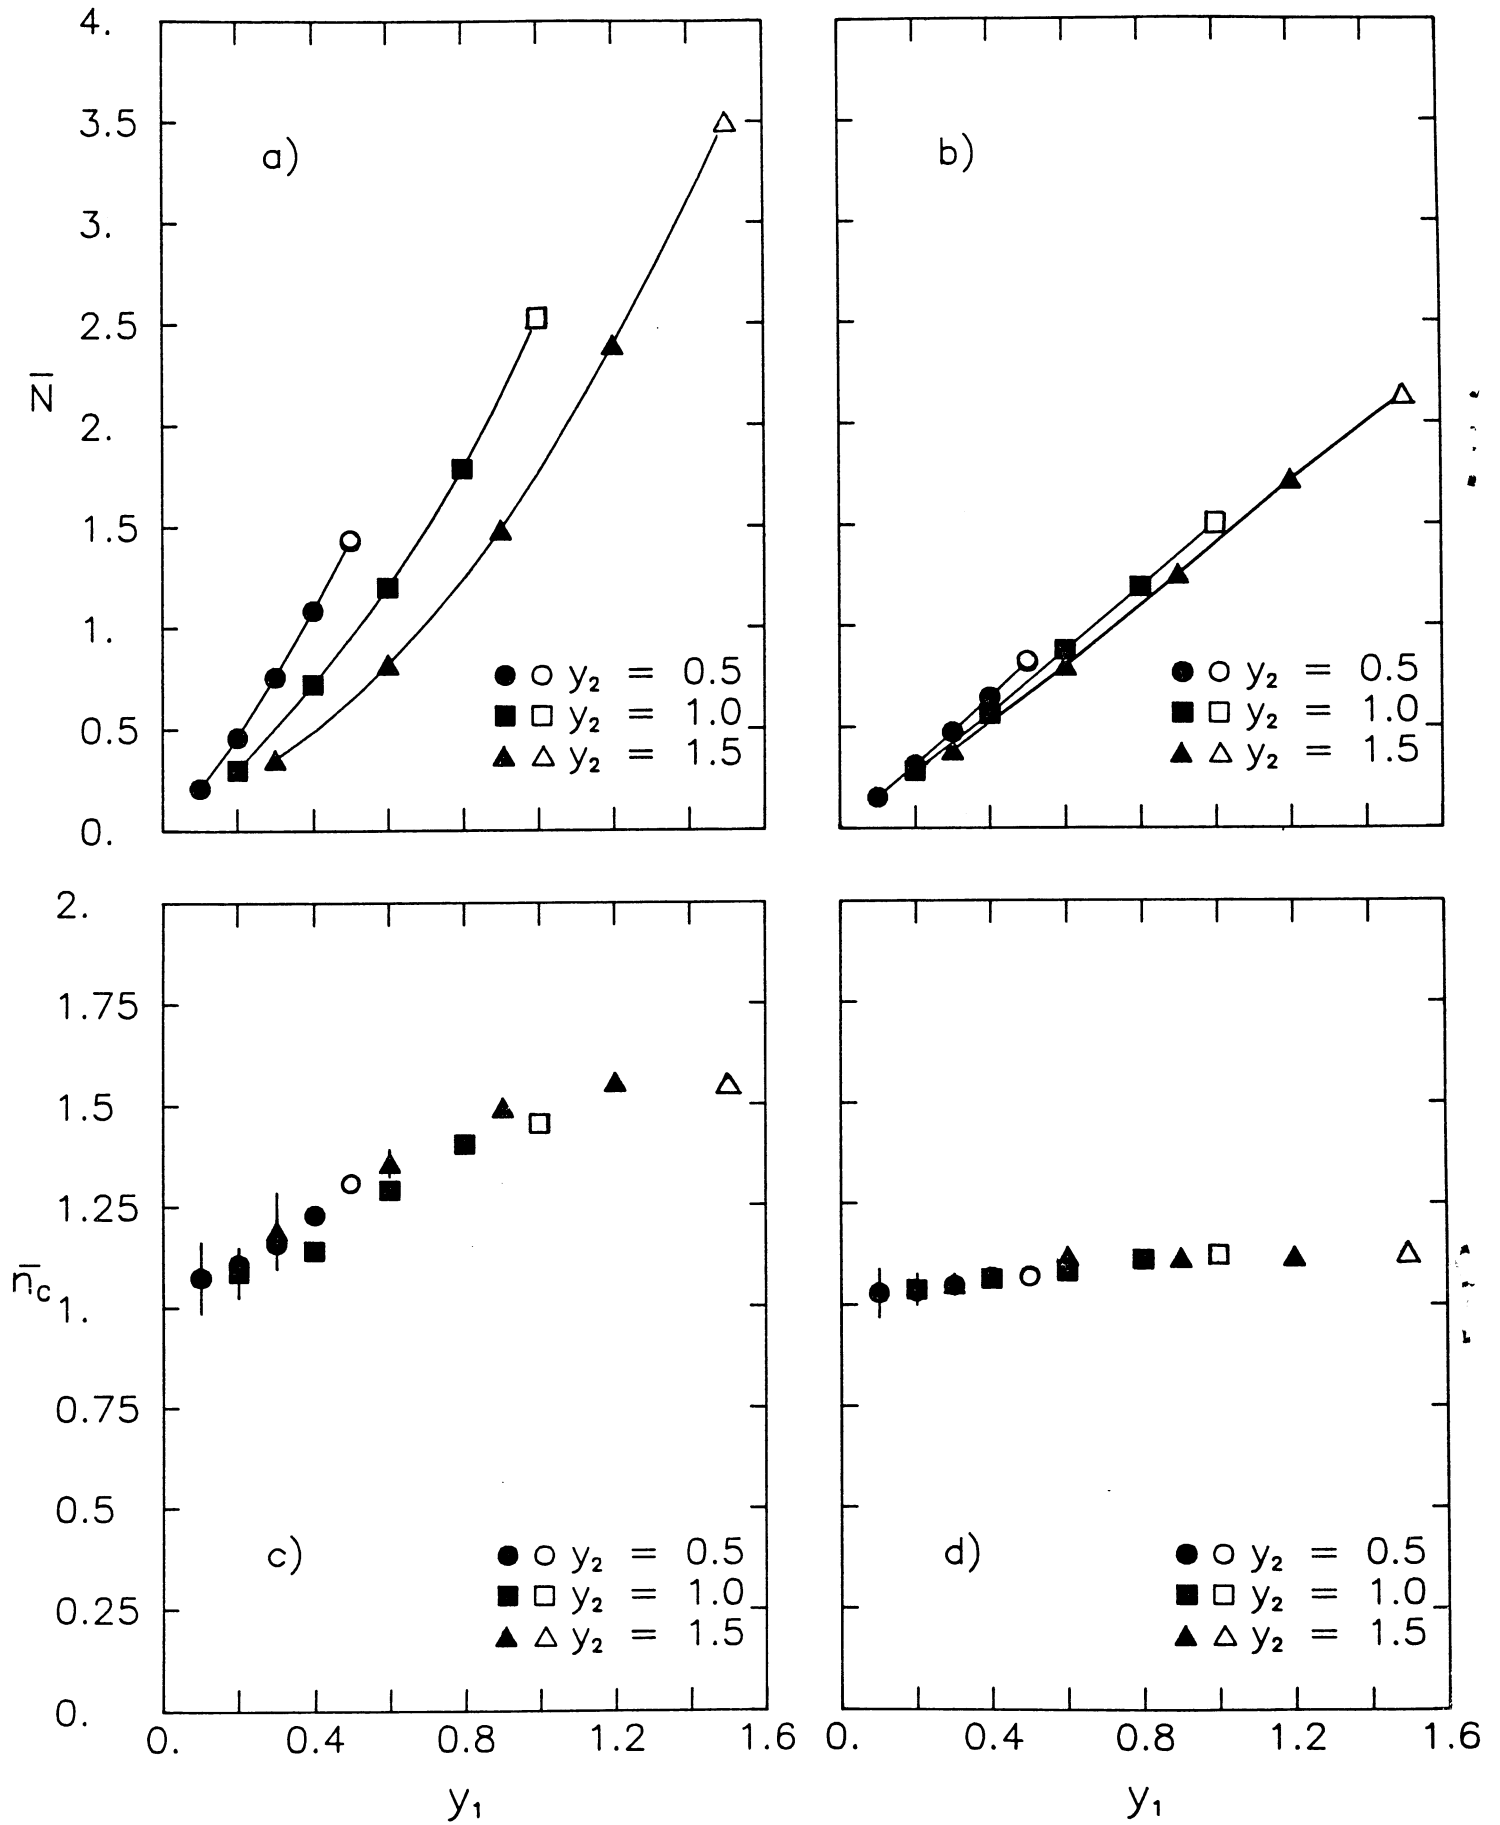 4.
3.5
3.
2.5
2.
1.5
1.
0.5
0.
N̄
a)
● ○ y₂ = 0.5
■ □ y₂ = 1.0
▲ △ y₂ = 1.5
b)
● ○ y₂ = 0.5
■ □ y₂ = 1.0
▲ △ y₂ = 1.5
2.
1.75
1.5
1.25
1.
0.75
0.5
0.25
0.
n̄c
c)
● ○ y₂ = 0.5
■ □ y₂ = 1.0
▲ △ y₂ = 1.5
0. 0.4 0.8 1.2 1.6
y₁
d)
● ○ y₂ = 0.5
■ □ y₂ = 1.0
▲ △ y₂ = 1.5
0. 0.4 0.8 1.2 1.6
y₁